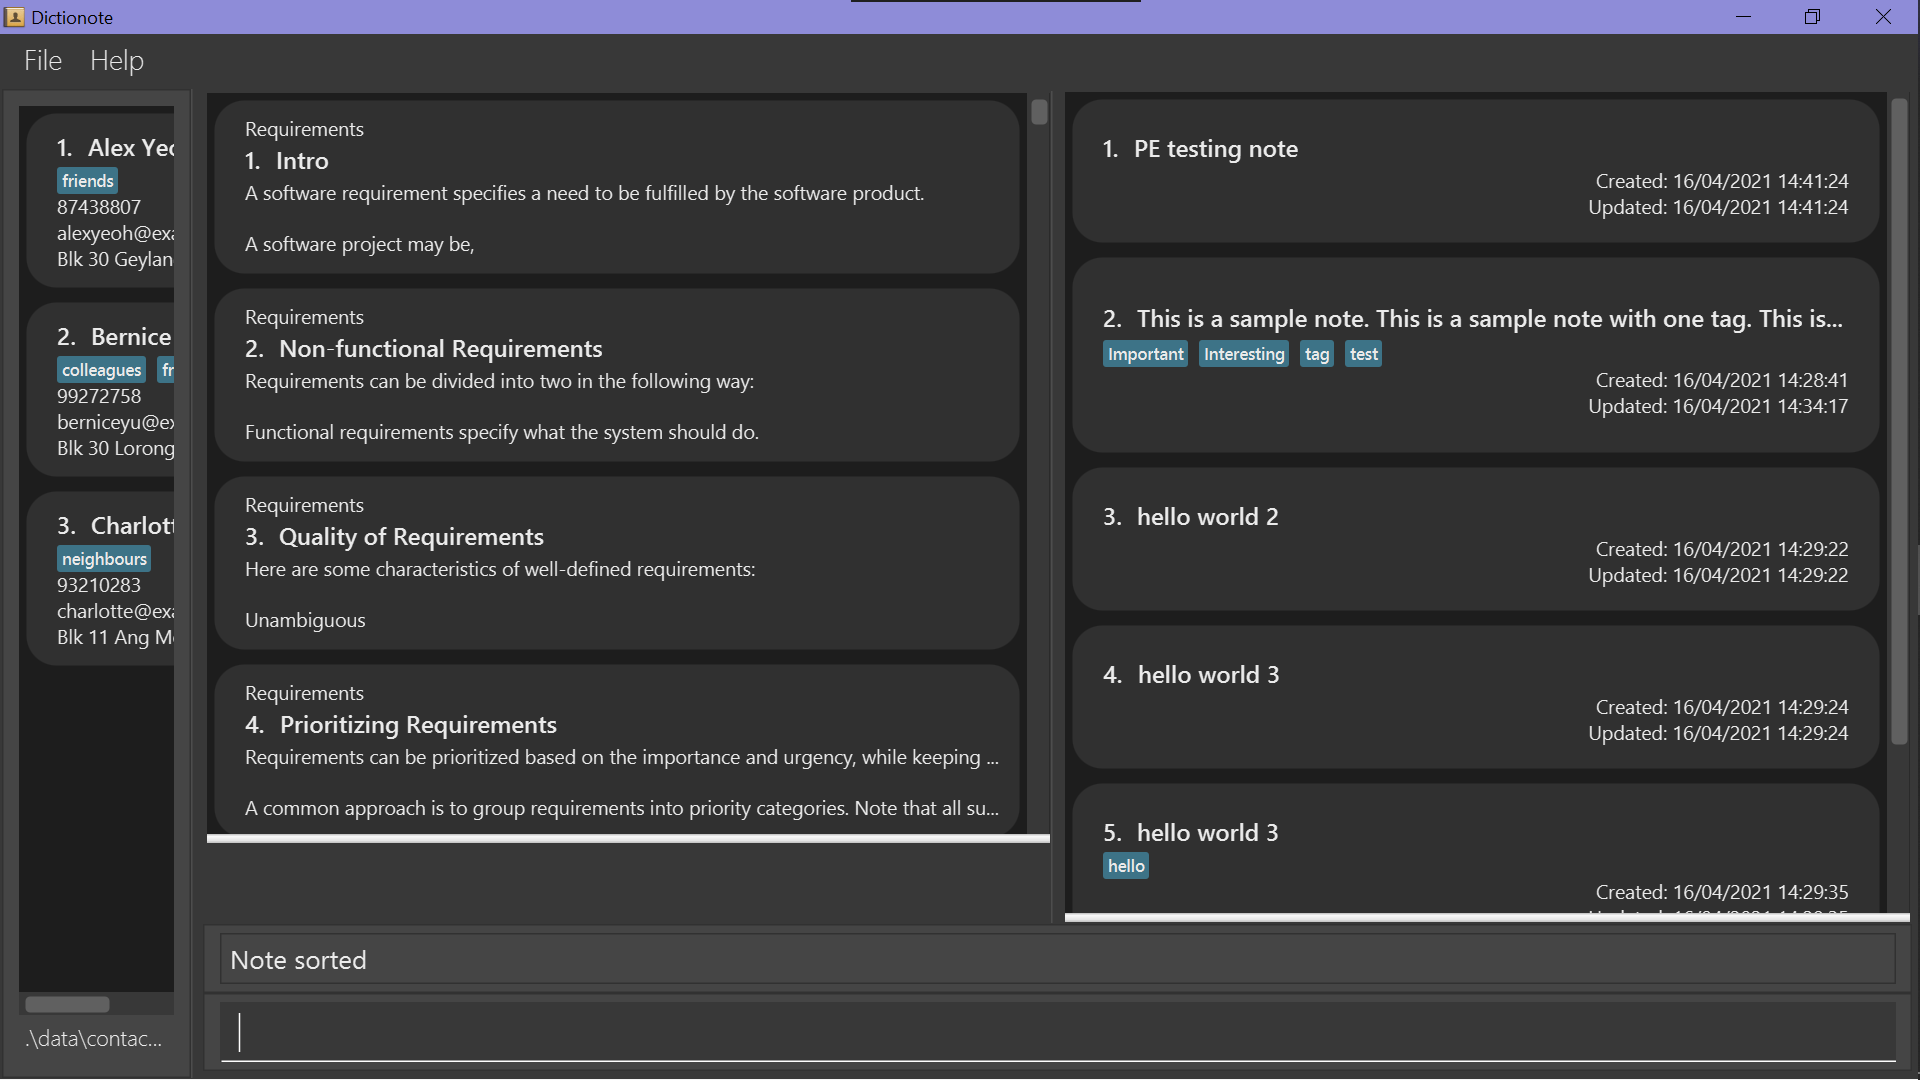 Dictionote
File Help
1. Alex Yeo
friends
87438807
alexyeoh@exa
Blk 30 Geylan
2. Bernice
colleagues fr
99272758
berniceyu@ex
Blk 30 Lorong
3. Charlott
neighbours
93210283
charlotte@exa
Blk 11 Ang M
.\data\contac...
Requirements
1. Intro
A software requirement specifies a need to be fulfilled by the software product.
A software project may be,
Requirements
2. Non-functional Requirements
Requirements can be divided into two in the following way:
Functional requirements specify what the system should do.
Requirements
3. Quality of Requirements
Here are some characteristics of well-defined requirements:
Unambiguous
Requirements
4. Prioritizing Requirements
Requirements can be prioritized based on the importance and urgency, while keeping ...
A common approach is to group requirements into priority categories. Note that all su...
1. PE testing note
Created: 16/04/2021 14:41:24
Updated: 16/04/2021 14:41:24
2. This is a sample note. This is a sample note with one tag. This is...
Important Interesting tag test
Created: 16/04/2021 14:28:41
Updated: 16/04/2021 14:34:17
3. hello world 2
Created: 16/04/2021 14:29:22
Updated: 16/04/2021 14:29:22
4. hello world 3
Created: 16/04/2021 14:29:24
Updated: 16/04/2021 14:29:24
5. hello world 3
hello
Created: 16/04/2021 14:29:35
Note sorted